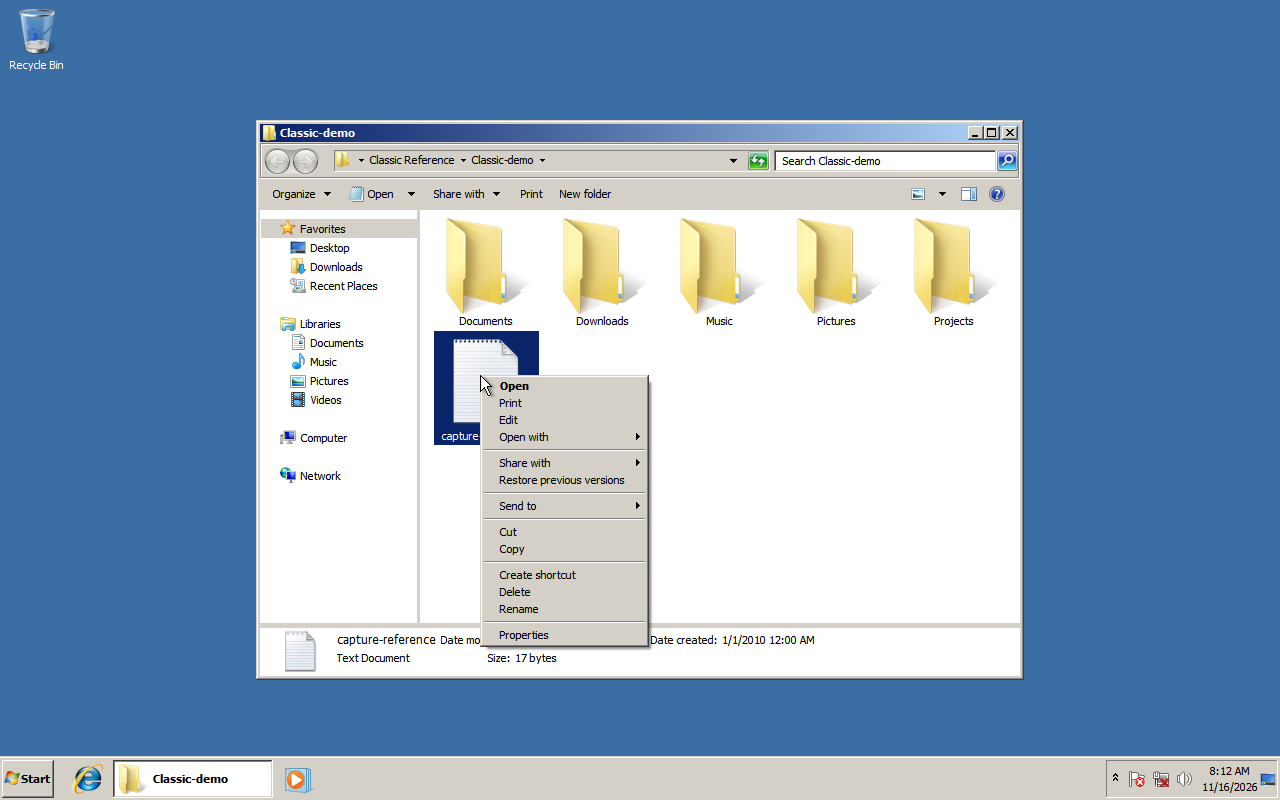 Recycle Bin
Classic-demo
Classic Reference Classic-demo
Search Classic-demo
Organize Open Share with Print New folder
Favorites
Desktop
Downloads
Recent Places
Libraries
Documents
Music
Pictures
Videos
Computer
Network
Documents Downloads Music Pictures Projects
capture
Open
Print
Edit
Open with
Share with
Restore previous versions
Send to
Cut
Copy
Create shortcut
Delete
Rename
Properties
capture-reference Date mo Date created: 1/1/2010 12:00 AM
Text Document Size: 17 bytes
Start Classic-demo
8:12 AM
11/16/2026